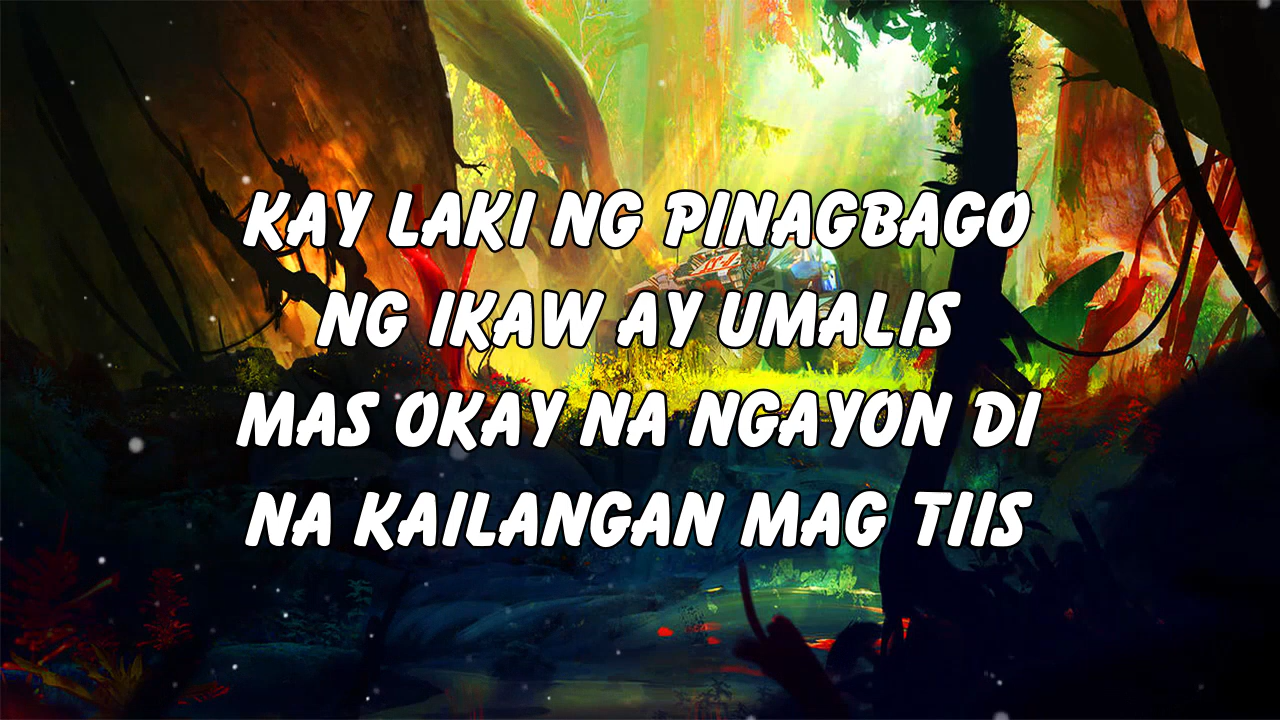 KAY LAKI NG PINAGBAGO
NG IKAW AY UMALIS
MAS OKAY NA NGAYON DI
NA KAILANGAN MAG TIIS